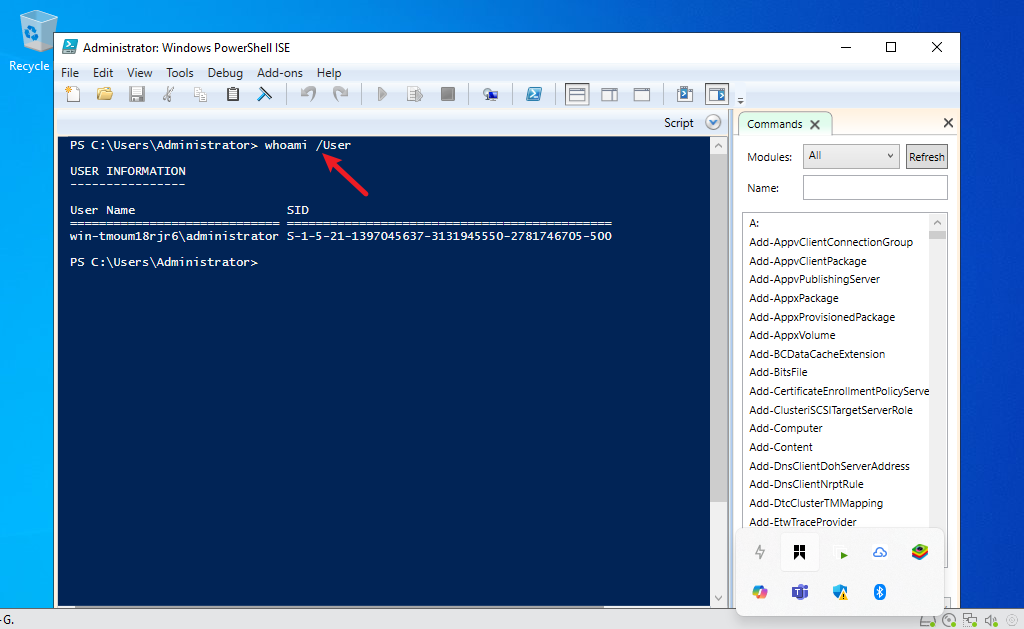 Recycle
Administrator: Windows PowerShell ISE
File Edit View Tools Debug Add-ons Help
Script
PS C:\Users\Administrator> whoami /User
USER INFORMATION
----------------
User Name                     SID
============================= =============================================
win-tmoum18rjr6\administrator S-1-5-21-1397045637-3131945550-2781746705-500
PS C:\Users\Administrator>
Commands
Modules: All Refresh
Name:
A:
Add-AppvClientConnectionGroup
Add-AppvClientPackage
Add-AppvPublishingServer
Add-AppxPackage
Add-AppxProvisionedPackage
Add-AppxVolume
Add-BCDataCacheExtension
Add-BitsFile
Add-CertificateEnrollmentPolicyServe
Add-ClusteriSCSITargetServerRole
Add-Computer
Add-Content
Add-DnsClientDohServerAddress
Add-DnsClientNrptRule
Add-DtcClusterTMMapping
Add-EtwTraceProvider
G.